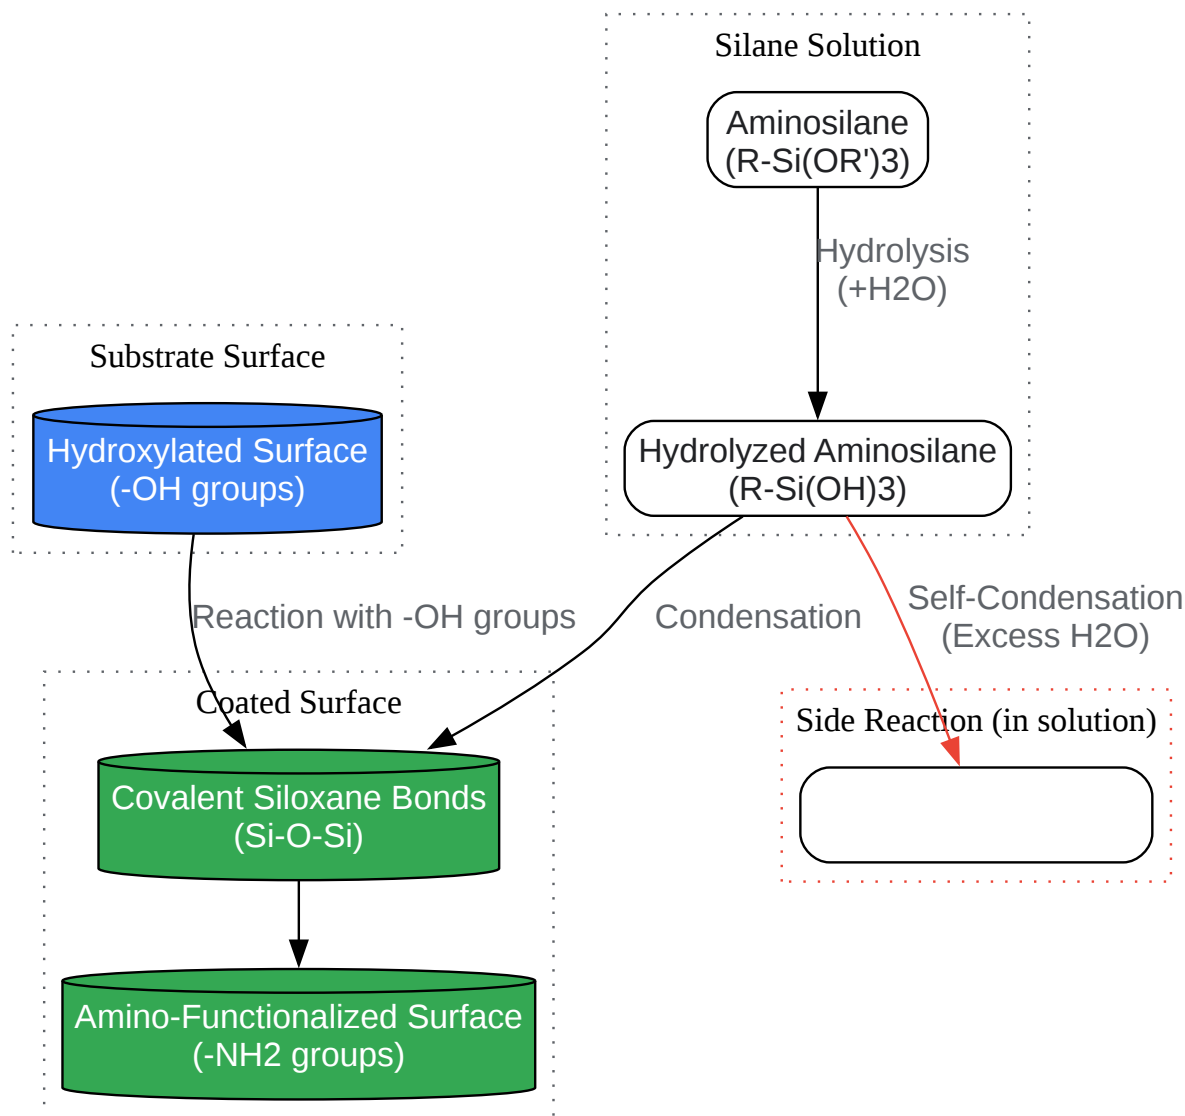 Silane Solution
Aminosilane
(R-Si(OR')3)
Hydrolysis
(+H2O)
Substrate Surface
Hydroxylated Surface
(-OH groups)
Hydrolyzed Aminosilane
(R-Si(OH)3)
Reaction with -OH groups
Condensation
Self-Condensation
(Excess H2O)
Coated Surface
Side Reaction (in solution)
Covalent Siloxane Bonds
(Si-O-Si)
Amino-Functionalized Surface
(-NH2 groups)